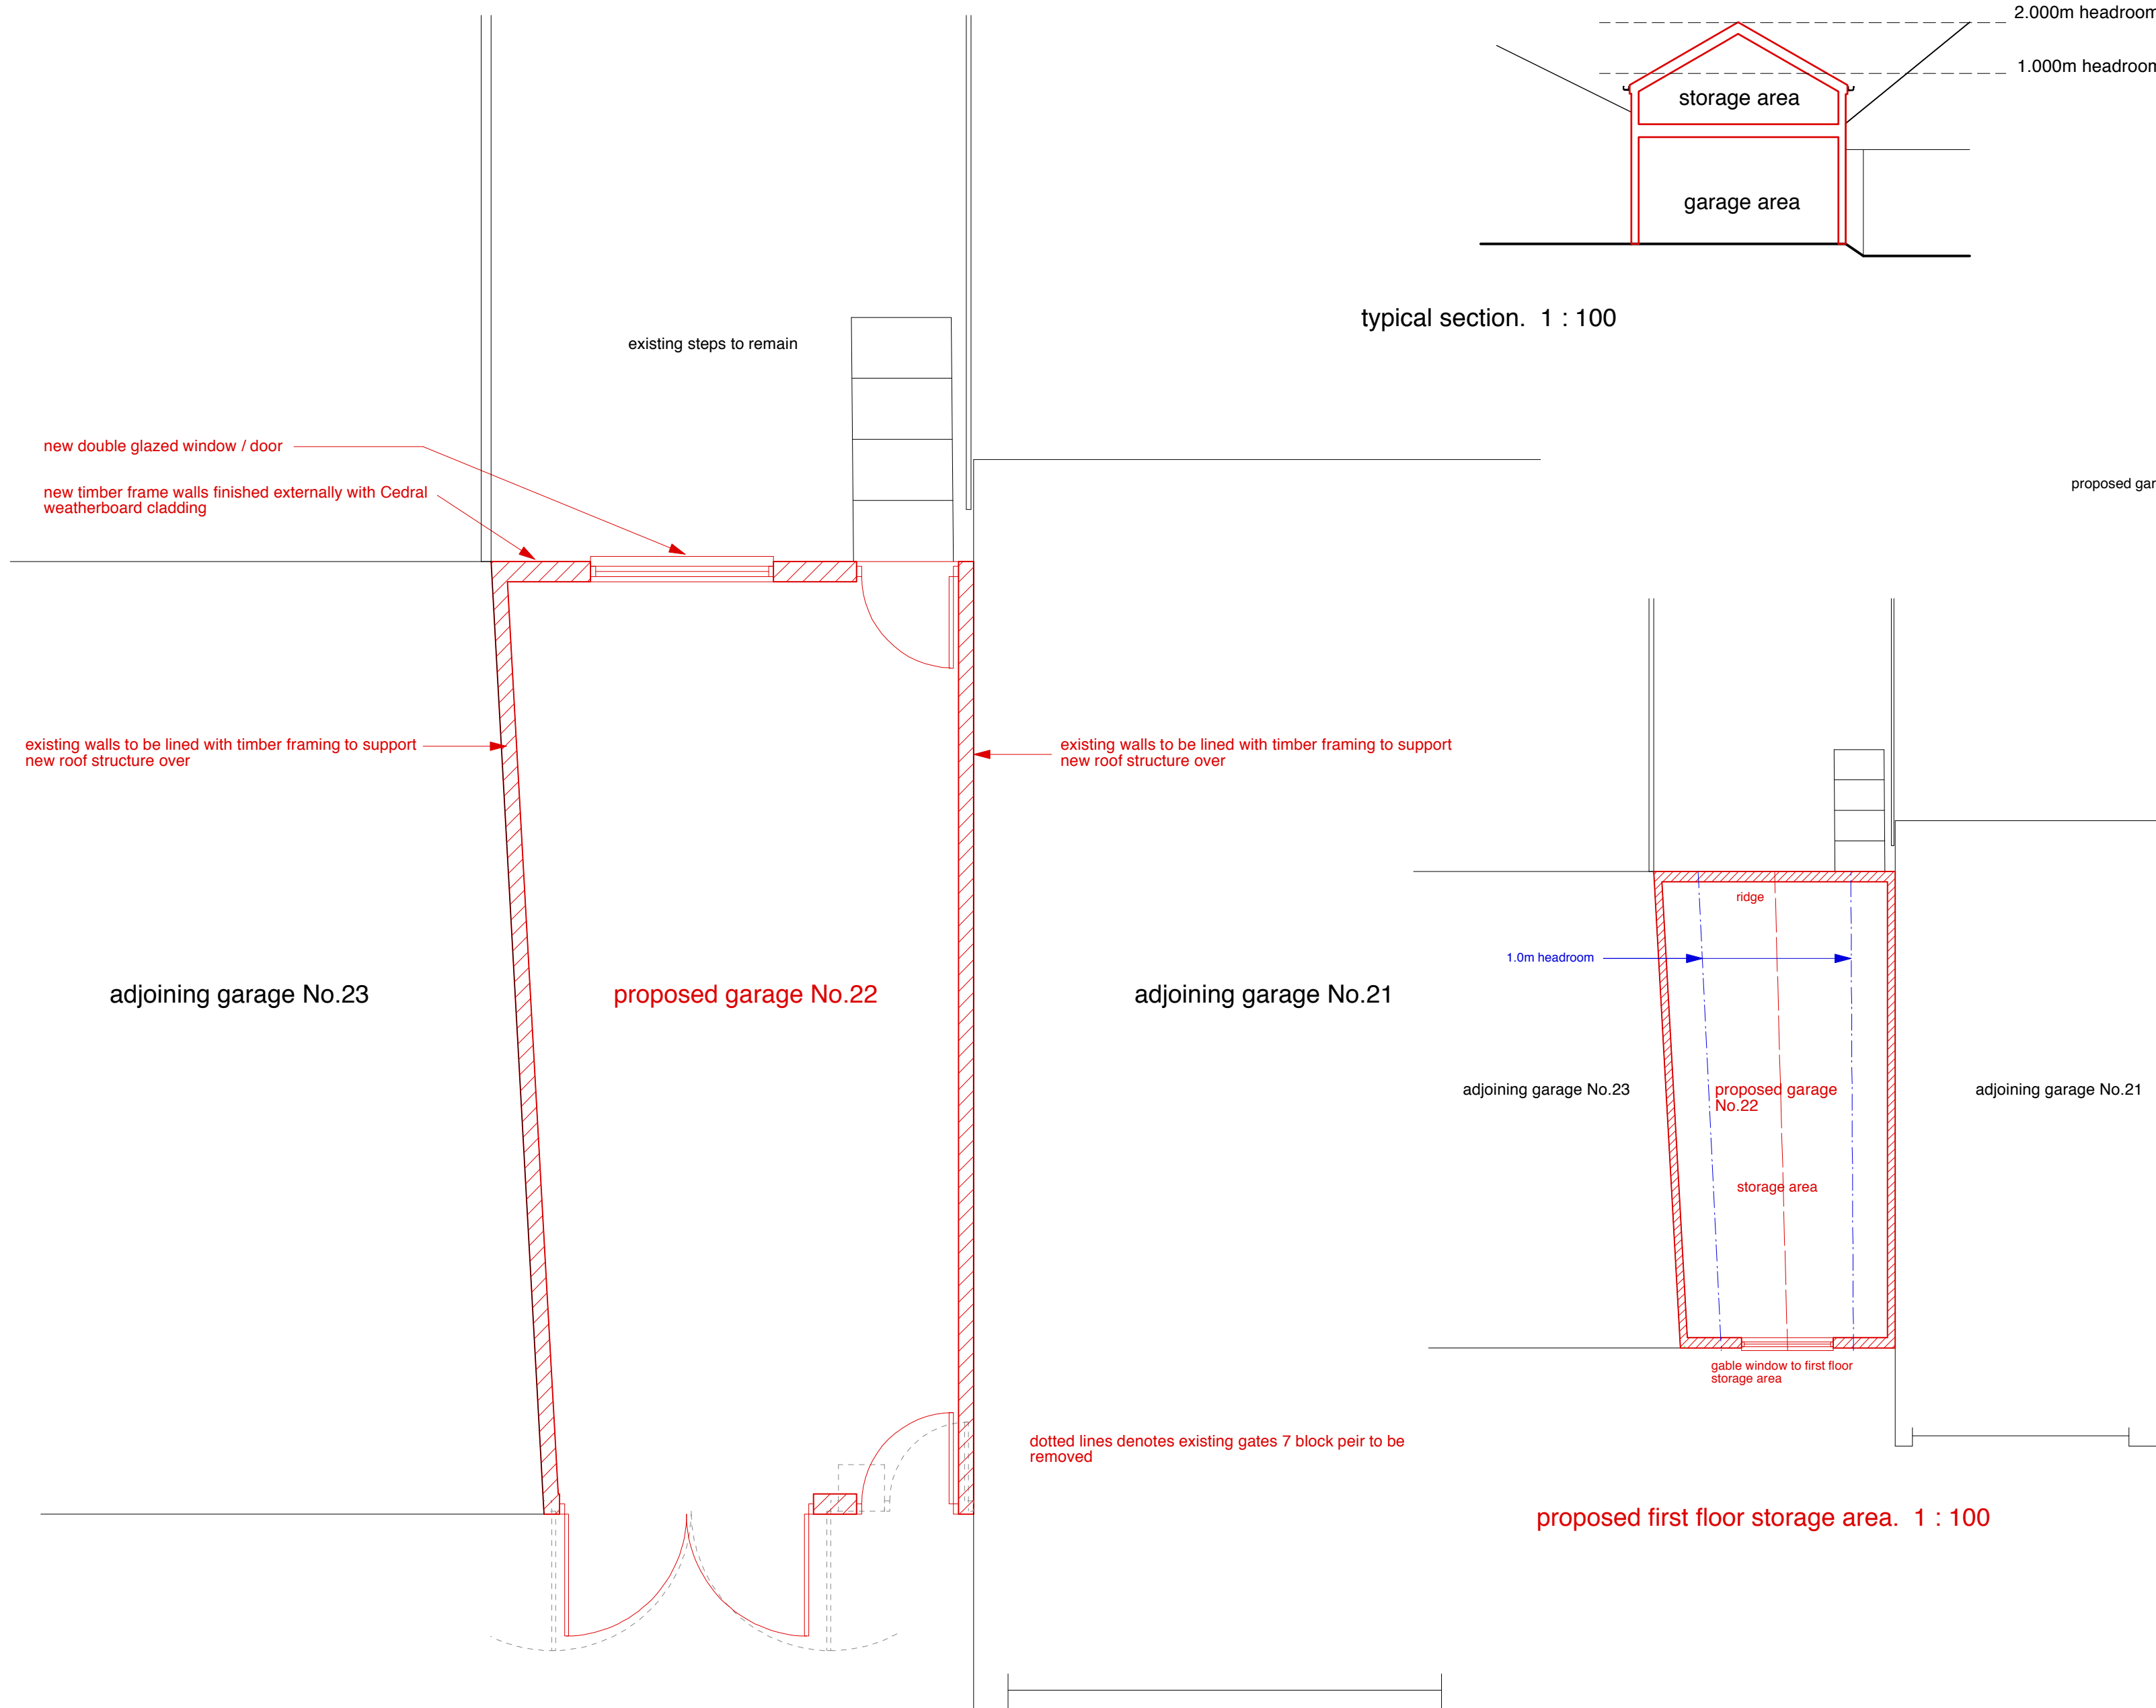 2.000m headroom
1.000m headroom
storage area
garage area
typical section. 1 : 100
existing steps to remain
new double glazed window / door
new timber frame walls finished externally with Cedral
weatherboard cladding
proposed gar
existing walls to be lined with timber framing to support
new roof structure over
existing walls to be lined with timber framing to support
new roof structure over
adjoining garage No.23
proposed garage No.22
adjoining garage No.21
ridge
1.0m headroom
adjoining garage No.23
proposed garage
No.22
adjoining garage No.21
storage area
gable window to first floor
storage area
dotted lines denotes existing gates 7 block peir to be
removed
proposed first floor storage area. 1 : 100